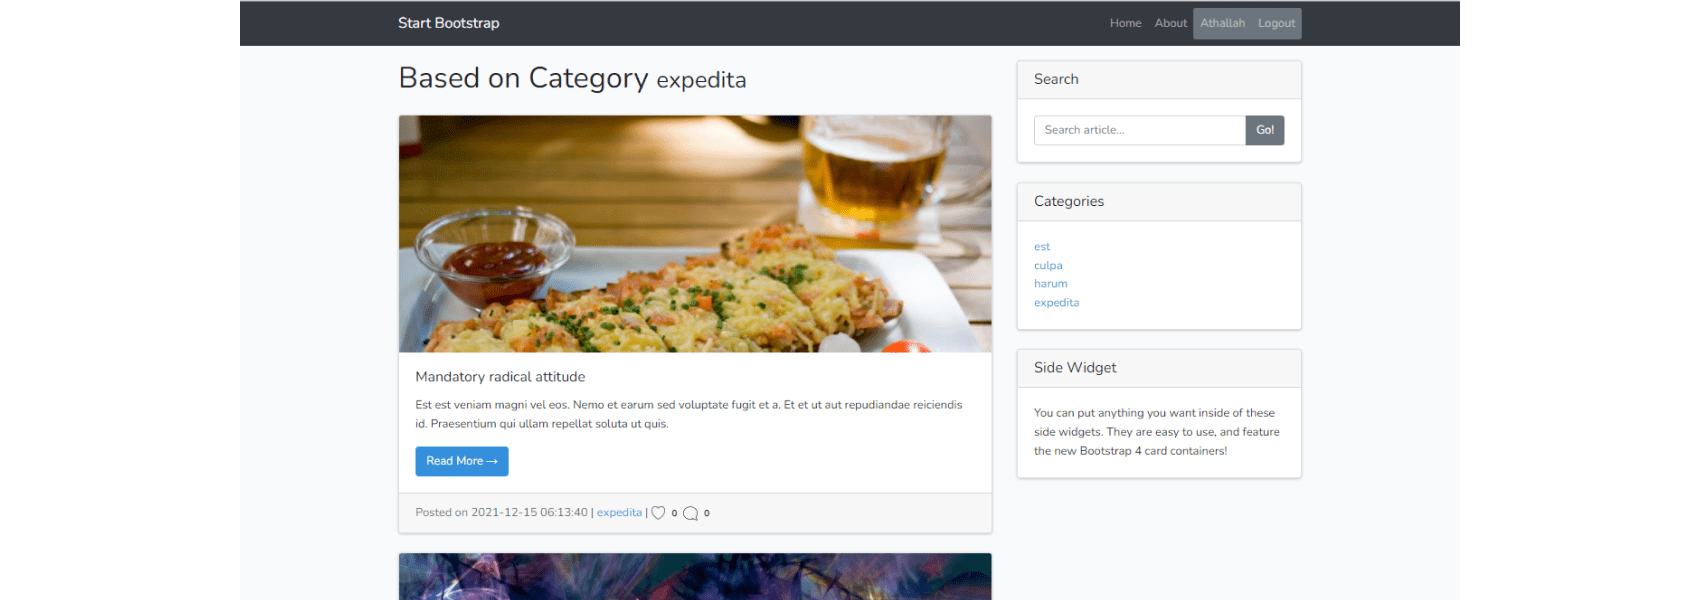 Start Bootstrap
Home About Athallah Logout
Based on Category expedita
Mandatory radical attitude
Est est veniam magni vel eos. Nemo et earum sed voluptate fugit et a. Et et ut aut repudiandae reiciendis
id. Praesentium qui ullam repellat soluta ut quis.
Read More →
Posted on 2021-12-15 06:13:40 | expedita | 0 0
Search
Search article...
Go!
Categories
est
culpa
harum
expedita
Side Widget
You can put anything you want inside of these
side widgets. They are easy to use, and feature
the new Bootstrap 4 card containers!